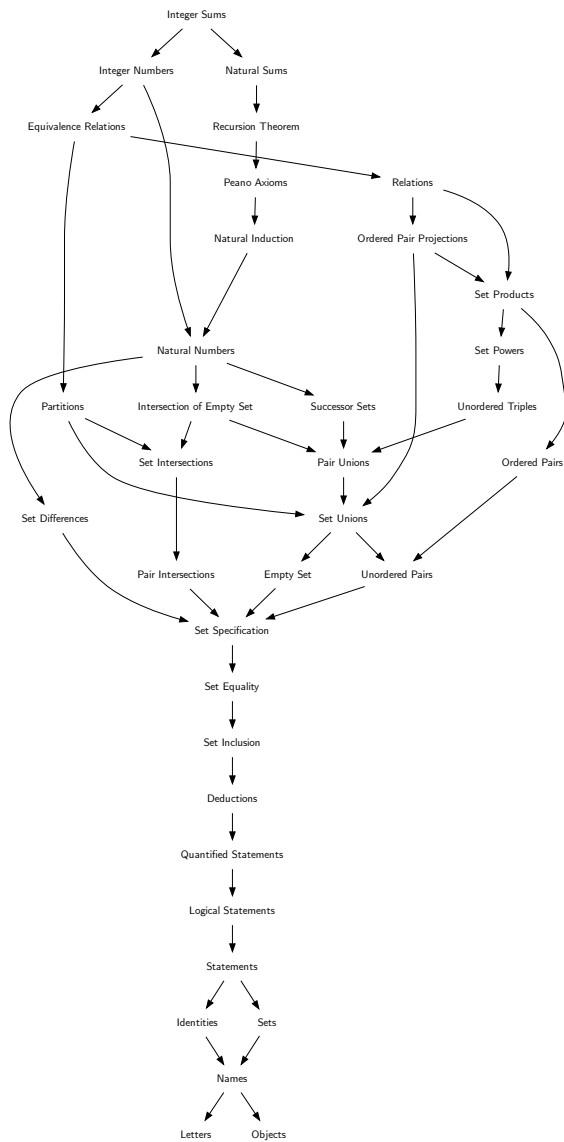 Integer Sums
Integer Numbers
Natural Sums
Equivalence Relations
Recursion Theorem
Peano Axioms
Relations
Natural Induction
Ordered Pair Projections
Set Products
Natural Numbers
Set Powers
Partitions
Intersection of Empty Set
Successor Sets
Unordered Triples
Set Intersections
Pair Unions
Ordered Pairs
Set Differences
Set Unions
Pair Intersections
Empty Set
Unordered Pairs
Set Specification
Set Equality
Set Inclusion
Deductions
Quantified Statements
Logical Statements
Statements
Identities
Sets
Names
Letters
Objects